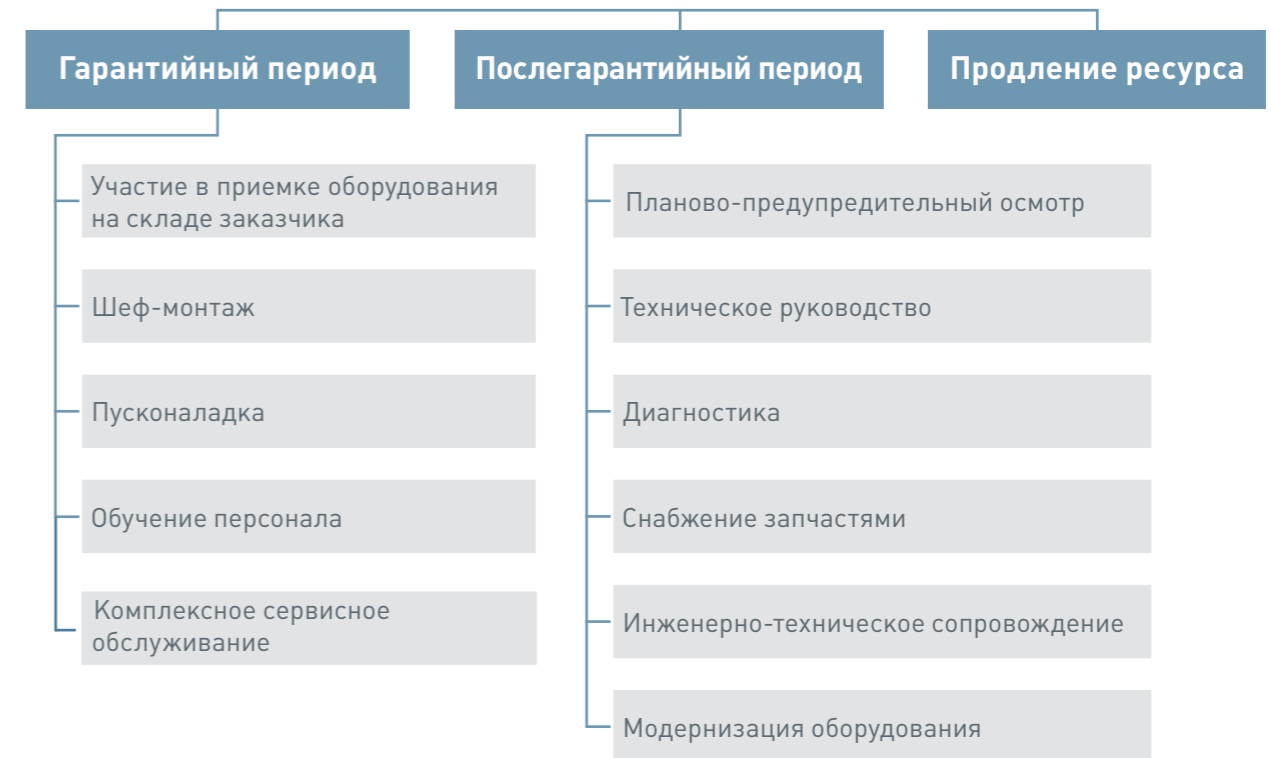 Гарантийный период
Послегарантийный период
Продление ресурса
Участие в приемке оборудования
на складе заказчика
Шеф-монтаж
Пусконаладка
Обучение персонала
Комплексное сервисное
обслуживание
Планово-предупредительный осмотр
Техническое руководство
Диагностика
Снабжение запчастями
Инженерно-техническое сопровождение
Модернизация оборудования